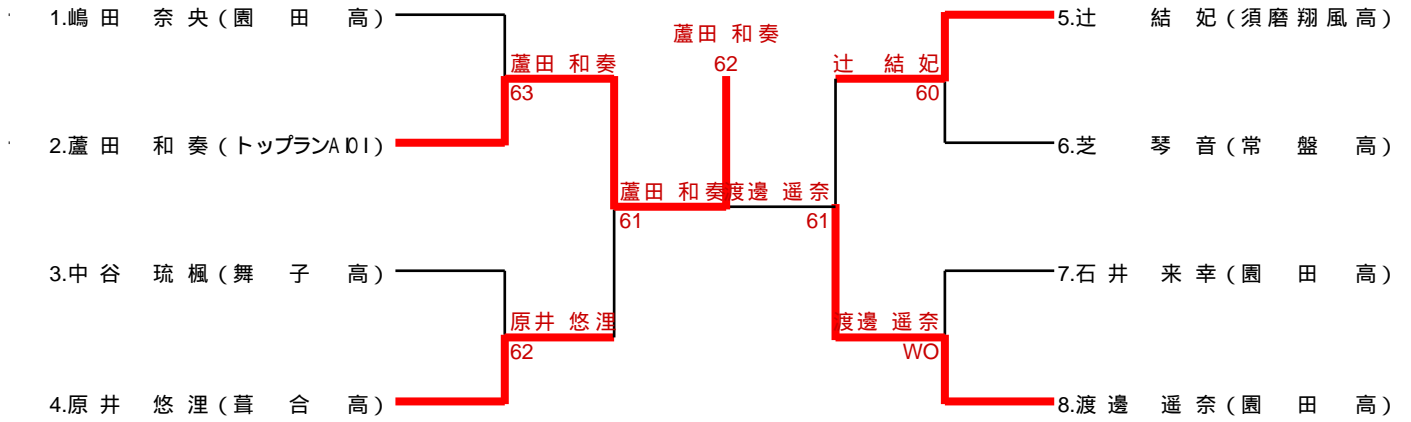 1.嶋田 奈央(園田高)
2.蘆田 和奏(トップランA I0I)
3.中谷 琉楓(舞子高)
4.原井 悠浬(葺合高)
蘆田 和奏
63
原井 悠浬
62
蘆田 和奏
61
蘆田 和奏
62
渡邊 遥奈
61
辻 結妃
60
渡邊 遥奈
WO
5.辻 結妃(須磨翔風高)
6.芝 琴音(常盤高)
7.石井 来幸(園田高)
8.渡邊 遥奈(園田高)